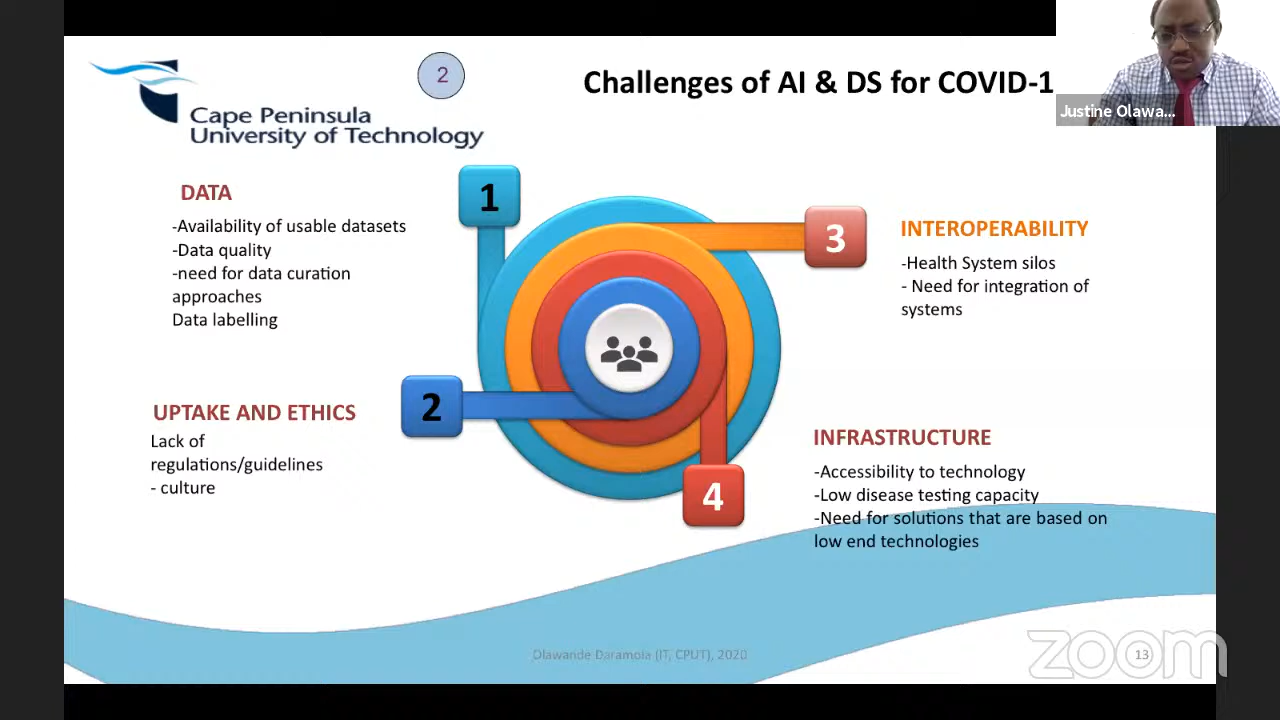 2
Challenges of AI & DS for COVID-1
Justine Olawa...
Cape Peninsula
University of Technology
DATA
-Availability of usable datasets
-Data quality
-need for data curation
approaches
Data labelling
1
3
INTEROPERABILITY
-Health System silos
- Need for integration of
systems
UPTAKE AND ETHICS
Lack of
regulations/guidelines
- culture
2
4
INFRASTRUCTURE
-Accessibility to technology
-Low disease testing capacity
-Need for solutions that are based on
low end technologies
Olawande Daramola (IT, CPUT), 2020
13
zoom